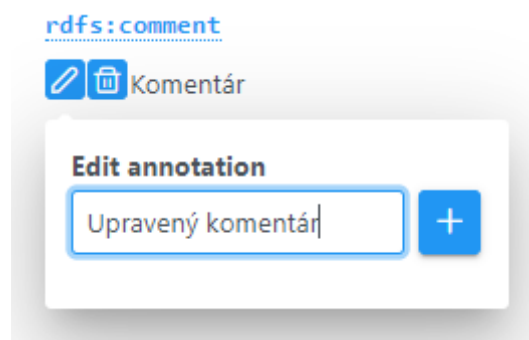 rdfs:comment
Komentár
Edit annotation
Upravený komentár